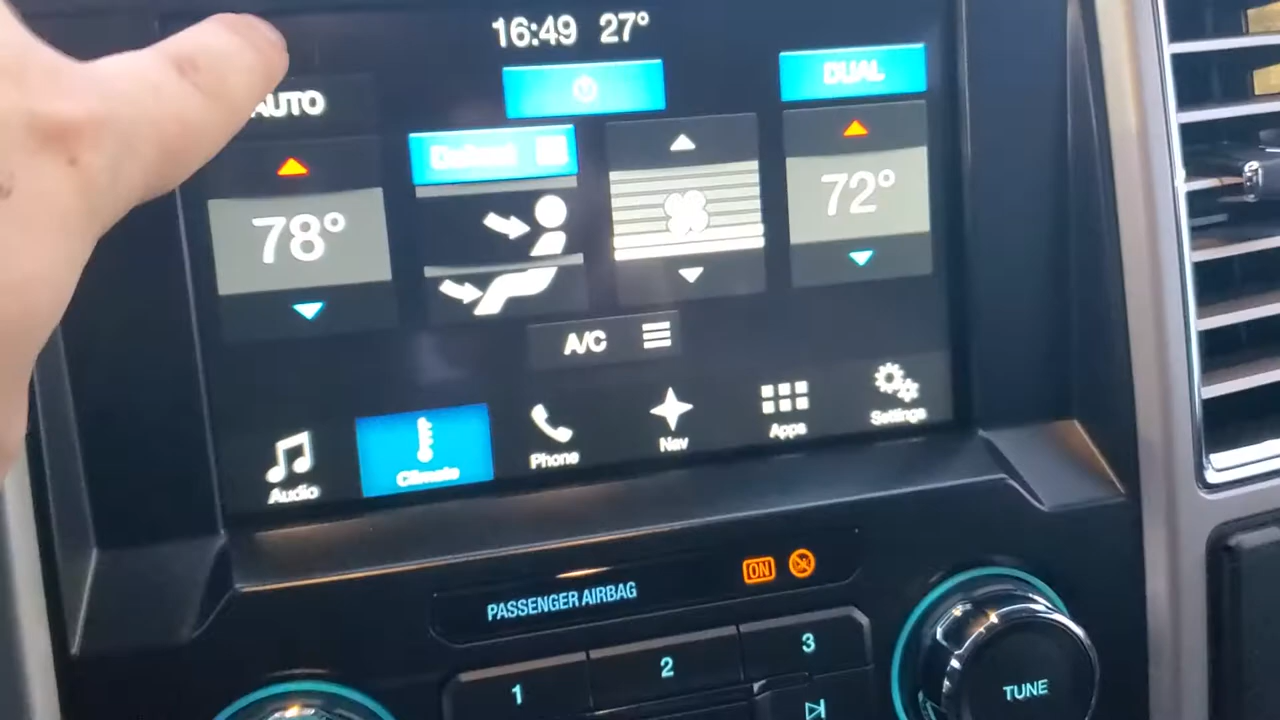 16:49 27°
AUTO
DUAL
Defrost
78°
72°
A/C
Audio
Climate
Phone
Nav
Apps
Settings
PASSENGER AIRBAG
ON
1
2
3
TUNE